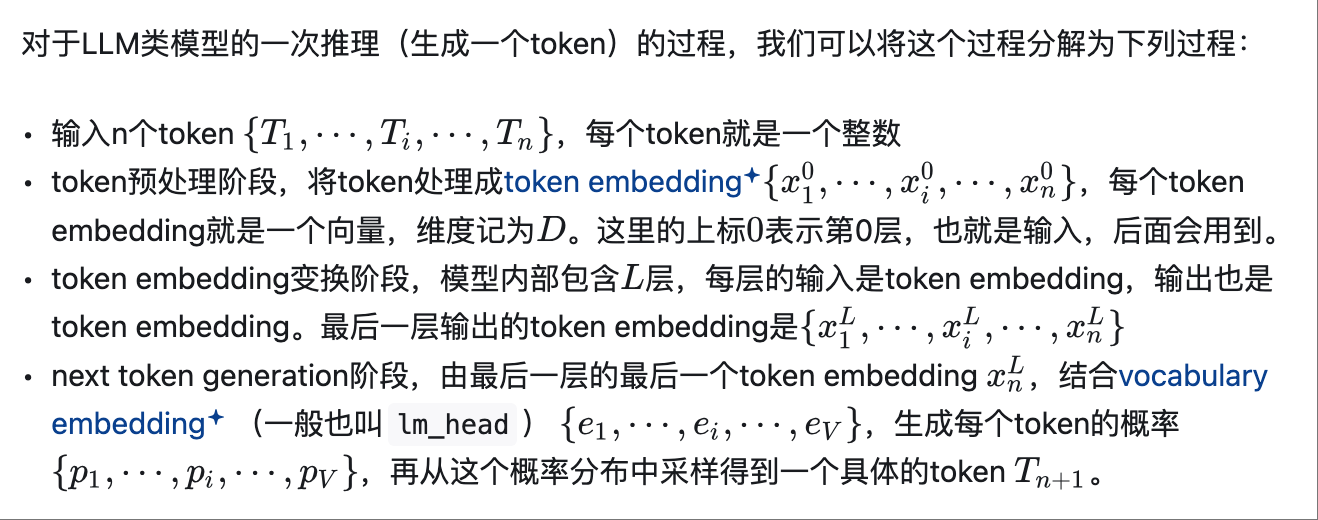 对于LLM类模型的一次推理（生成一个token）的过程，我们可以将这个过程分解为下列过程：
• 输入n个token {T_1, ⋯, T_i, ⋯, T_n}，每个token就是一个整数
• token预处理阶段，将token处理成token embedding {x_1^0, ⋯, x_i^0, ⋯, x_n^0}，每个token
embedding就是一个向量，维度记为D。这里的上标0表示第0层，也就是输入，后面会用到。
• token embedding变换阶段，模型内部包含L层，每层的输入是token embedding，输出也是
token embedding。最后一层输出的token embedding是{x_1^L, ⋯, x_i^L, ⋯, x_n^L}
• next token generation阶段，由最后一层的最后一个token embedding x_n^L，结合vocabulary
embedding （一般也叫 lm_head ） {e_1, ⋯, e_i, ⋯, e_V}，生成每个token的概率
{p_1, ⋯, p_i, ⋯, p_V}，再从这个概率分布中采样得到一个具体的token T_{n+1}。